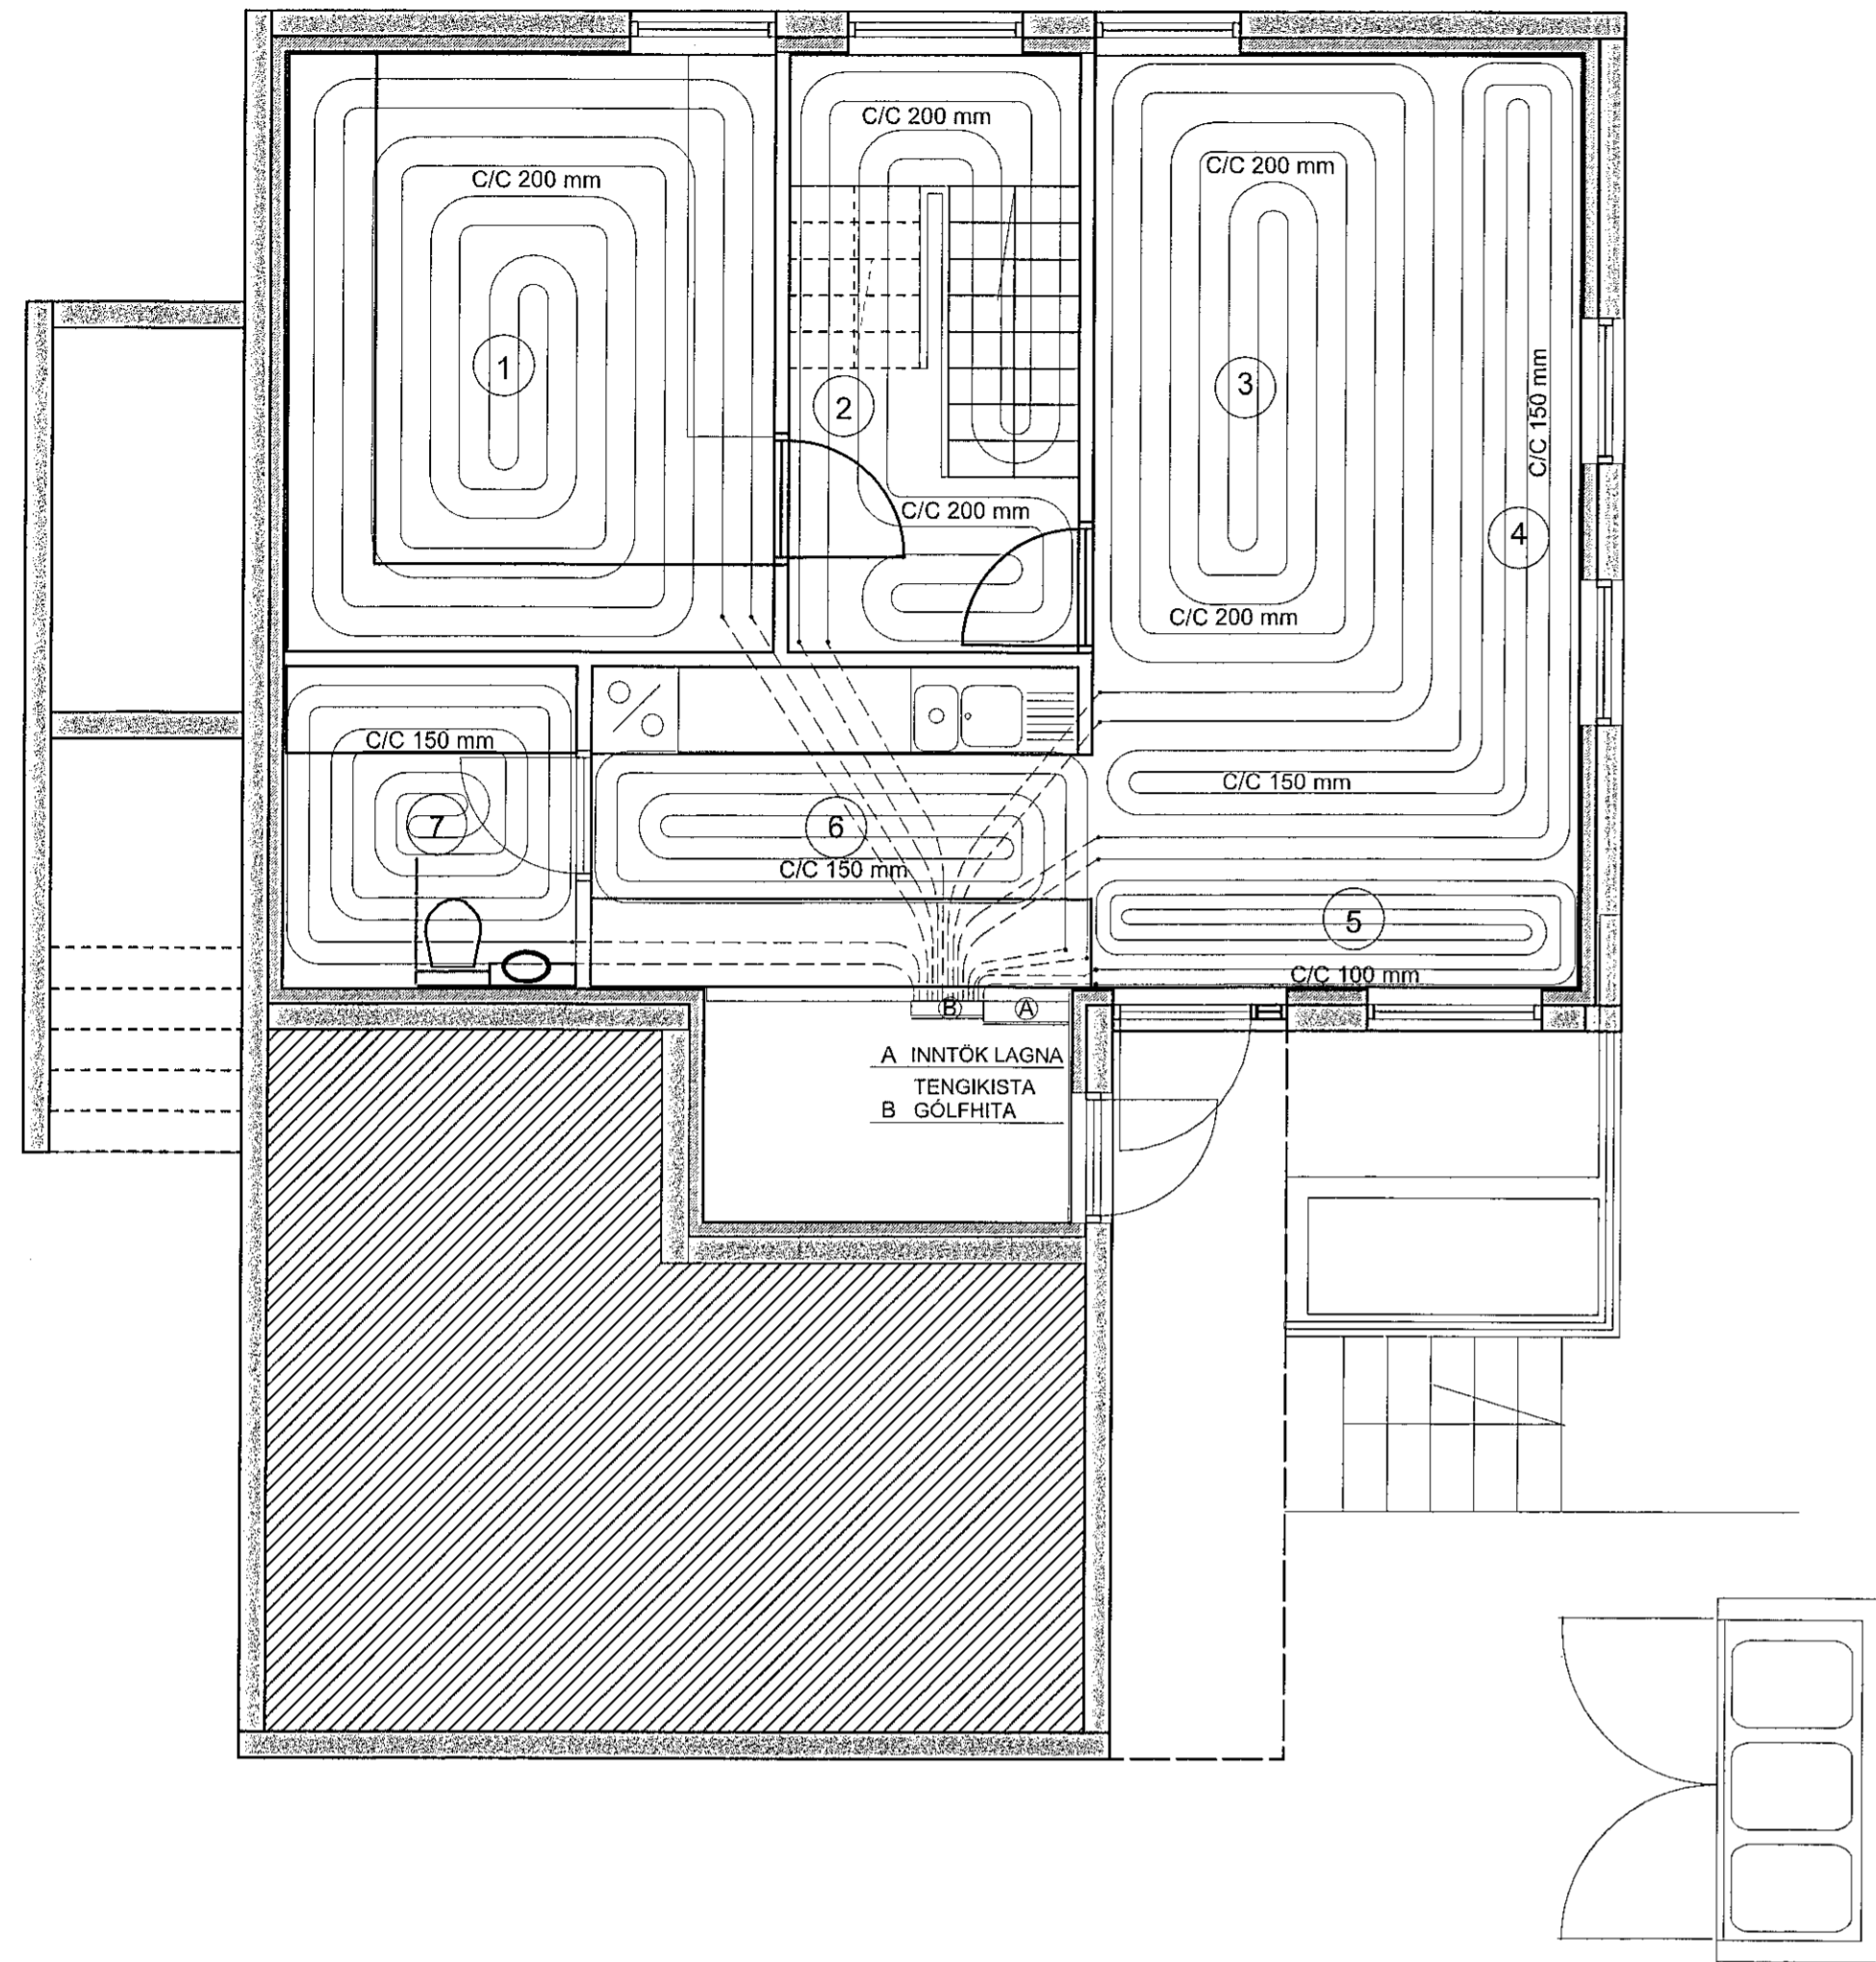 C/C 200 mm
C/C 200 mm
C/C 200 mm
1
2
3
C/C 150 mm
C/C 200 mm
4
C/C 200 mm
C/C 150 mm
C/C 150 mm
7
6
C/C 150 mm
5
C/C 100 mm
B
A
A INNTÖK LAGNA
TENGIKISTA
B GÓLFHITA